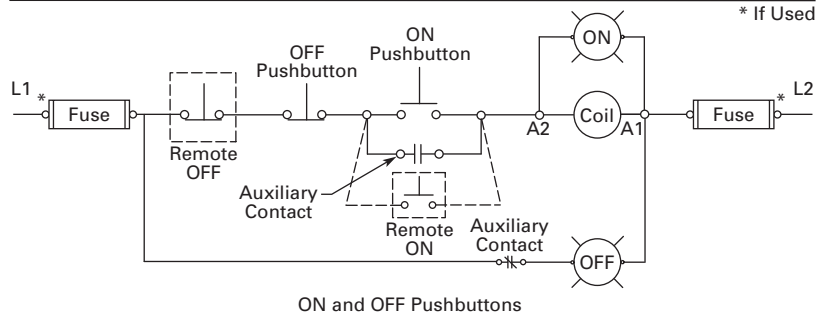 * If Used
ON
ON
Pushbutton
OFF
Pushbutton
L1
*
Fuse
Remote
OFF
A2
Coil
A1
Fuse
*
L2
Auxiliary
Contact
Remote
ON
Auxiliary
Contact
OFF
ON and OFF Pushbuttons